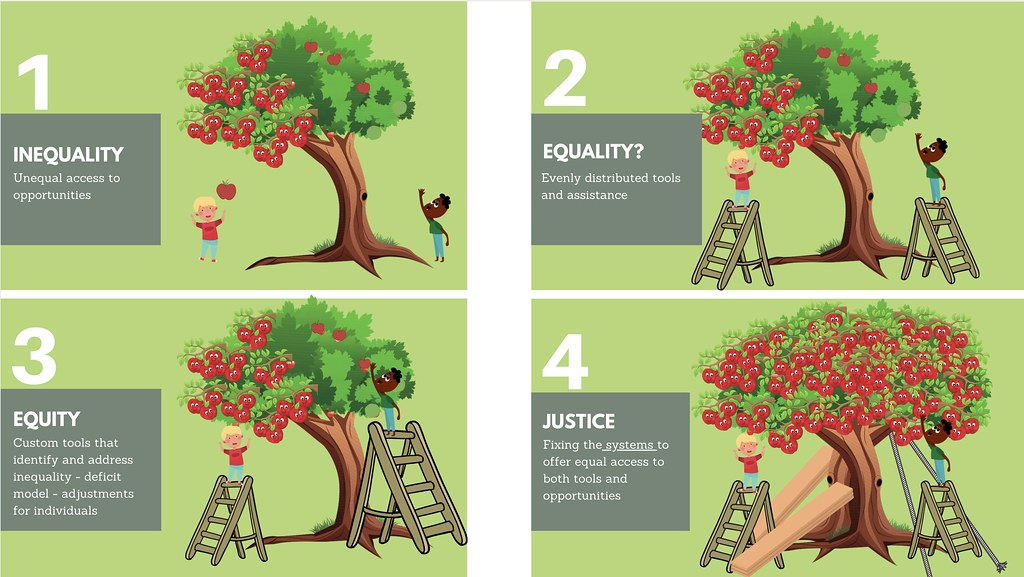 1
INEQUALITY
Unequal access to
opportunities
2
EQUALITY?
Evenly distributed tools
and assistance
3
EQUITY
Custom tools that
identify and address
inequality - deficit
model - adjustments
for individuals
4
JUSTICE
Fixing the systems to
offer equal access to
both tools and
opportunities